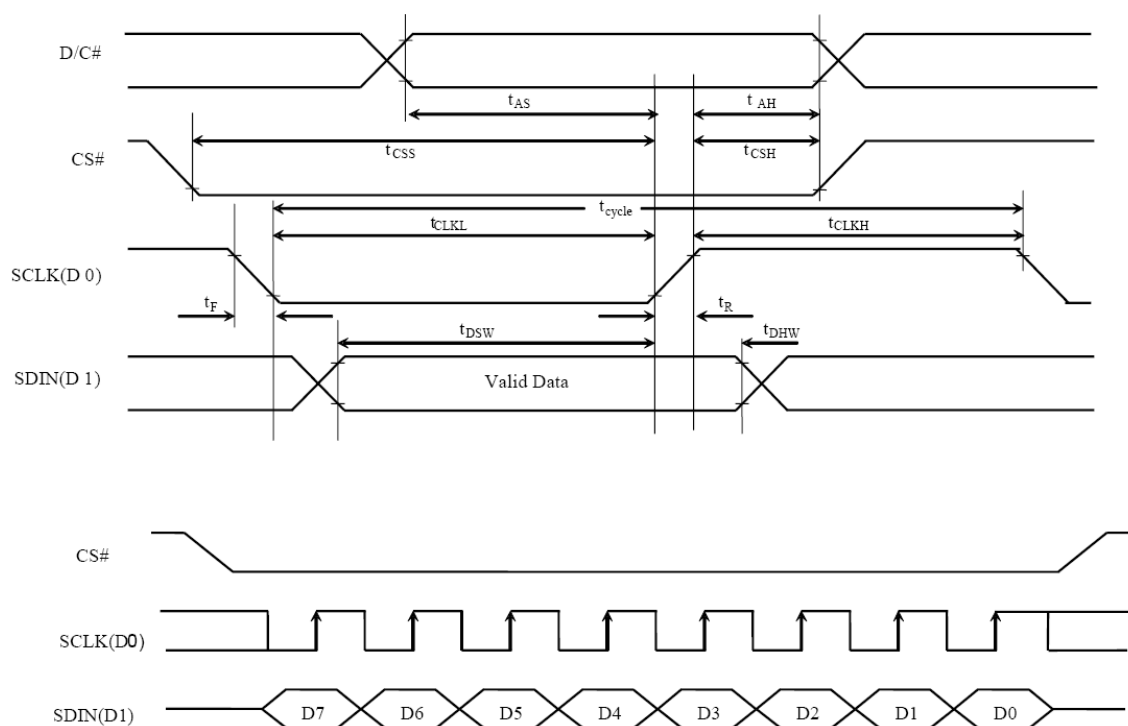 D/C#
tAS
t AH
CS#
tCSS
tCSH
tcycle
tCLKL
tCLKH
SCLK(D 0)
tF
tR
tDSW
tDHW
SDIN(D 1)
Valid Data
CS#
SCLK(D0)
SDIN(D1)
D7 D6 D5 D4 D3 D2 D1 D0